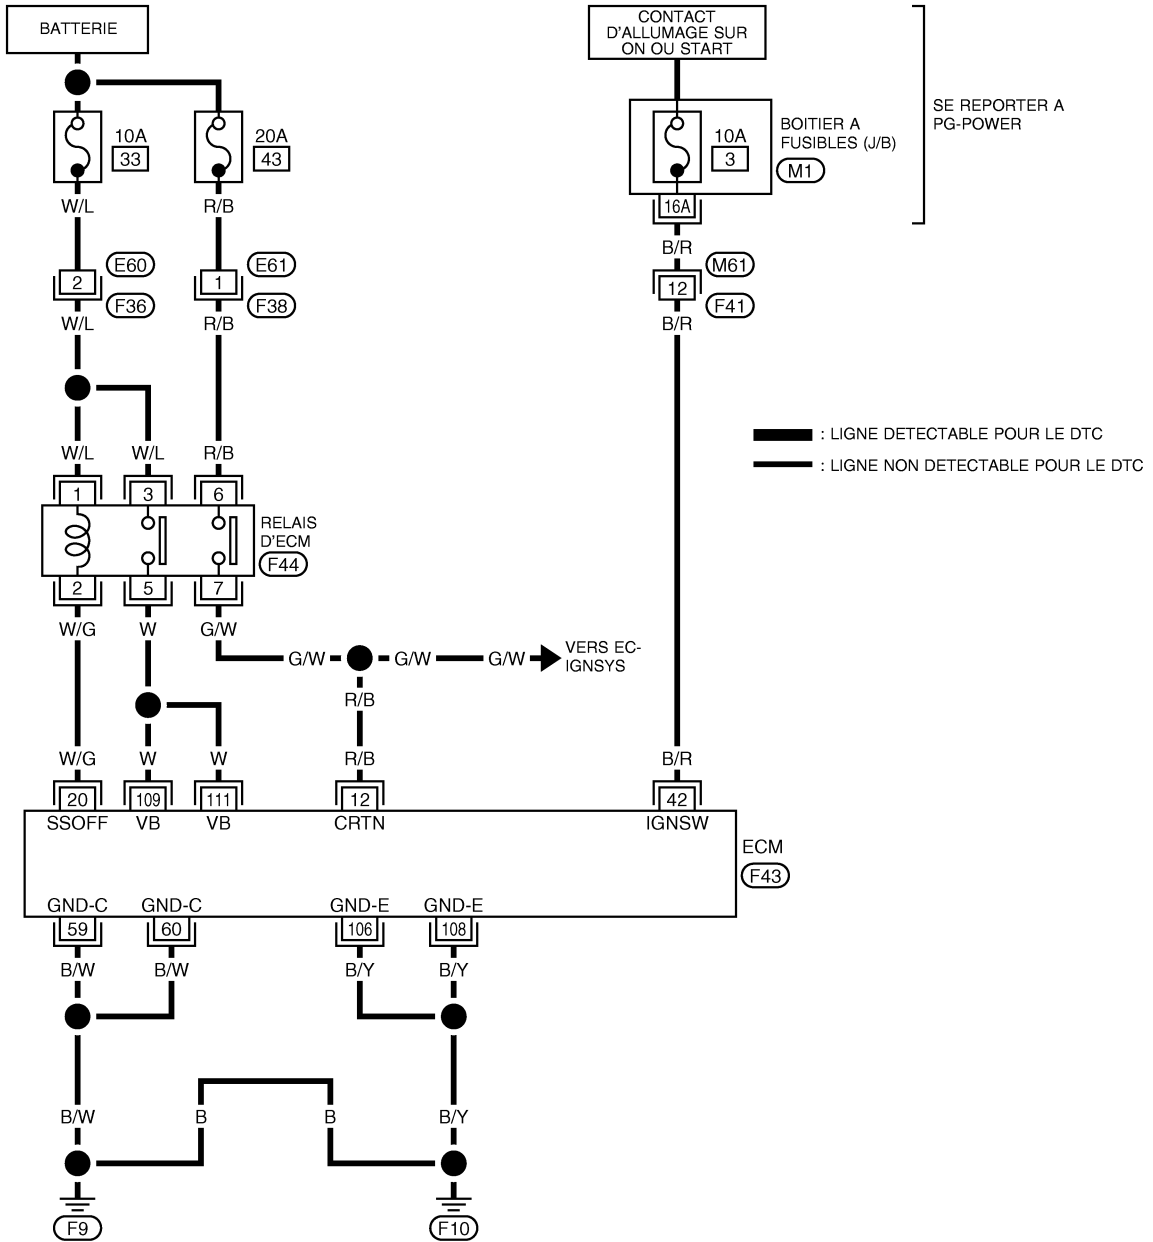 BATTERIE
CONTACT
D'ALLUMAGE SUR
ON OU START
SE REPORTER A
PG-POWER
10A
33
20A
43
10A
3
BOITIER A
FUSIBLES (J/B)
M1
16A
W/L
R/B
B/R
2
E60
F36
1
E61
F38
12
M61
F41
W/L
R/B
B/R
: LIGNE DETECTABLE POUR LE DTC
: LIGNE NON DETECTABLE POUR LE DTC
W/L
W/L
R/B
1
3
6
RELAIS
D'ECM
F44
2
5
7
W/G
W
G/W
G/W
G/W
G/W
VERS EC-
IGNSYS
R/B
W/G
W
W
R/B
B/R
20
109
111
12
42
SSOFF
VB
VB
CRTN
IGNSW
ECM
F43
GND-C
GND-C
GND-E
GND-E
59
60
106
108
B/W
B/W
B/Y
B/Y
B/W
B
B
B/Y
F9
F10